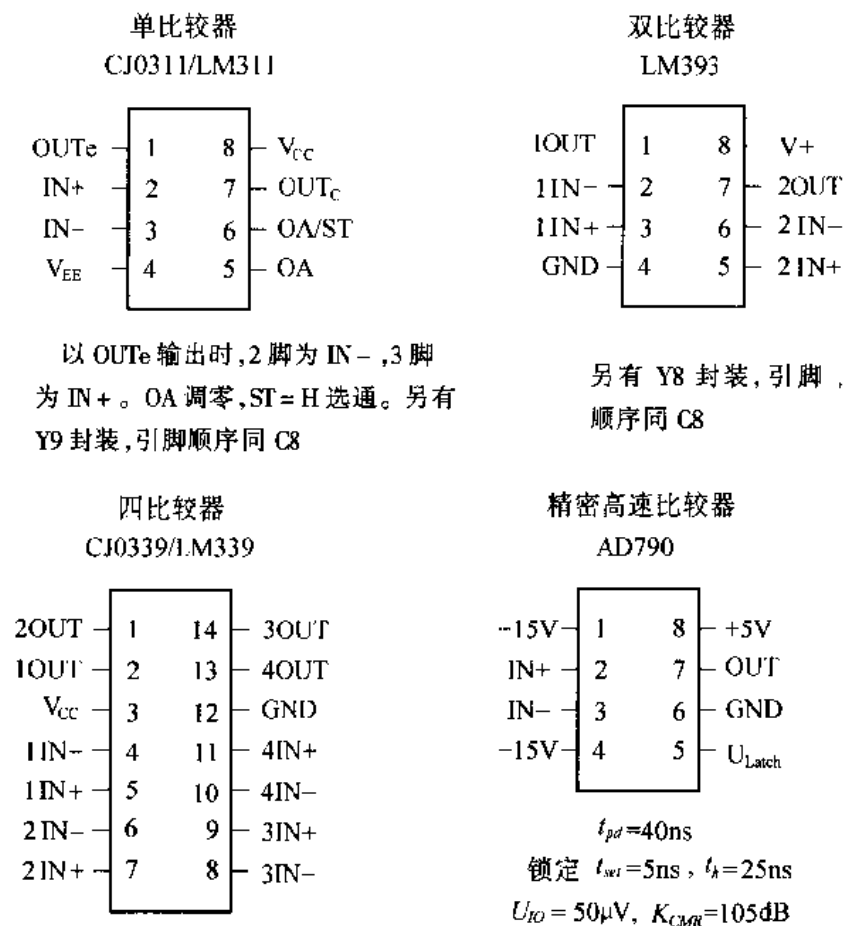 单比较器
CJ0311/LM311
OUTe 1 8 VCC
IN+ 2 7 OUTC
IN- 3 6 OA/ST
VEE 4 5 OA
以 OUTe 输出时,2 脚为 IN-,3 脚
为 IN+。OA 调零,ST=H 选通。另有
Y9 封装,引脚顺序同 C8
双比较器
LM393
1OUT 1 8 V+
1IN- 2 7 2OUT
1IN+ 3 6 2IN-
GND 4 5 2IN+
另有 Y8 封装,引脚
顺序同 C8
四比较器
CJ0339/LM339
2OUT 1 14 3OUT
1OUT 2 13 4OUT
VCC 3 12 GND
1IN- 4 11 4IN+
1IN+ 5 10 4IN-
2IN- 6 9 3IN+
2IN+ 7 8 3IN-
精密高速比较器
AD790
-15V 1 8 +5V
IN+ 2 7 OUT
IN- 3 6 GND
-15V 4 5 ULatch
tpd=40ns
锁定 tset=5ns, th=25ns
UIO=50μV, KCMR=105dB